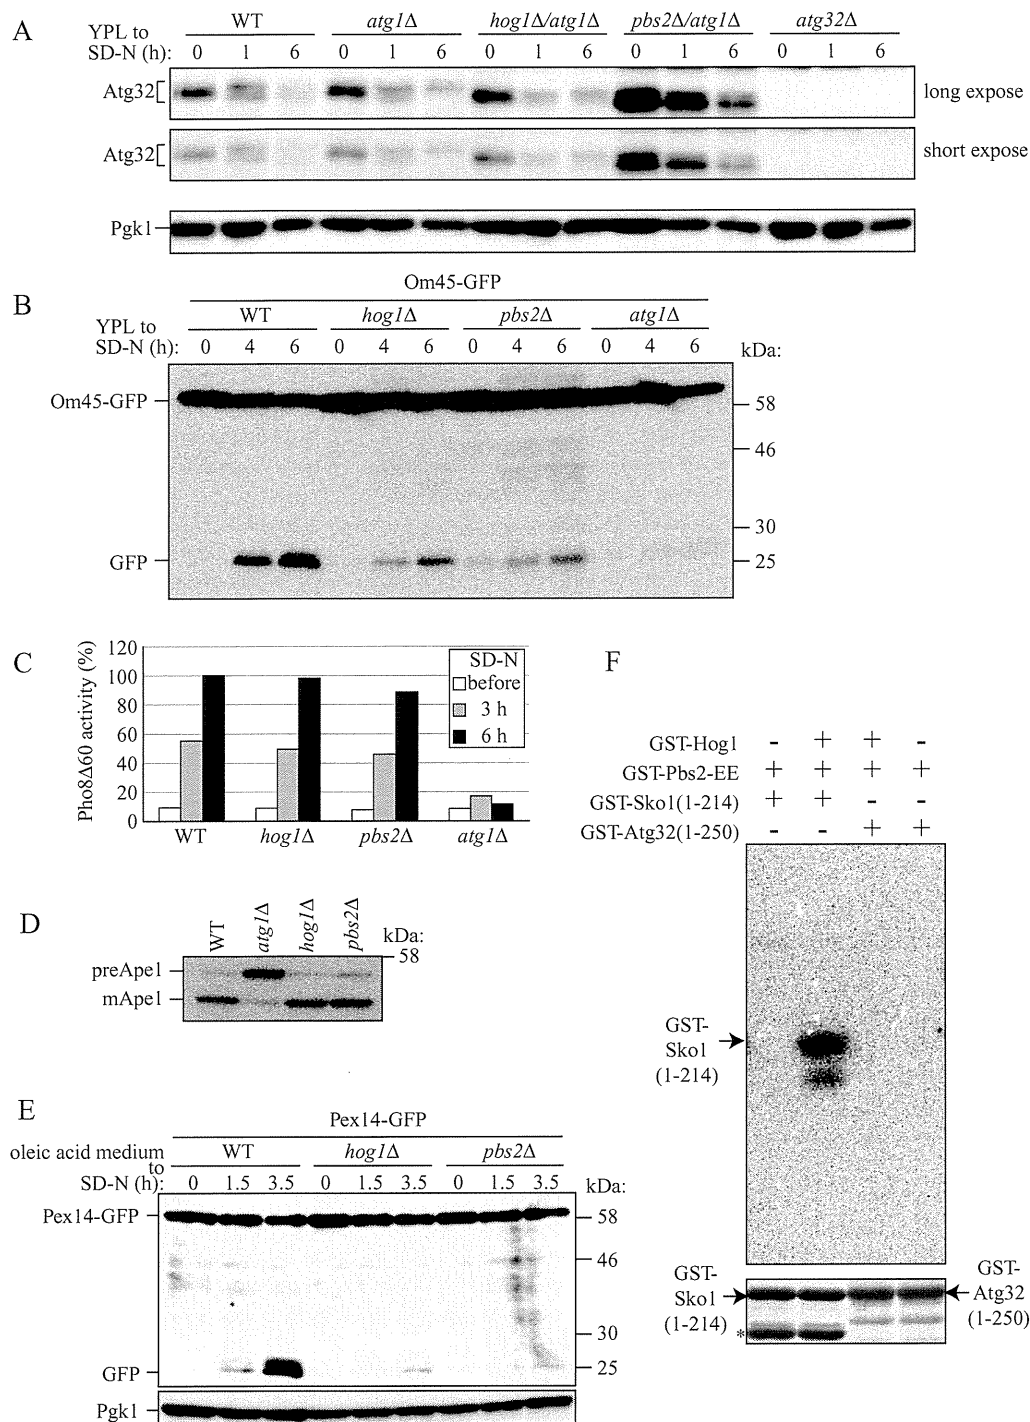 A
YPL to
SD-N (h):
WT atg1Δ hog1Δ/atg1Δ pbs2Δ/atg1Δ atg32Δ
0 1 6 0 1 6 0 1 6 0 1 6 0 1 6
Atg32
long expose
Atg32
short expose
Pgk1
B
Om45-GFP
YPL to
SD-N (h):
WT hog1Δ pbs2Δ atg1Δ
0 4 6 0 4 6 0 4 6 0 4 6
kDa:
Om45-GFP
58
46
30
GFP
25
C
Pho8Δ60 activity (%)
120
100
80
60
40
20
0
SD-N
before
3 h
6 h
WT hog1Δ pbs2Δ atg1Δ
D
WT atg1Δ hog1Δ pbs2Δ
kDa:
58
preApe1
mApe1
E
Pex14-GFP
oleic acid medium
to
SD-N (h):
WT hog1Δ pbs2Δ
0 1.5 3.5 0 1.5 3.5 0 1.5 3.5
kDa:
Pex14-GFP
58
46
30
GFP
25
Pgk1
F
GST-Hog1 - + + -
GST-Pbs2-EE + + + +
GST-Sko1(1-214) + + - -
GST-Atg32(1-250) - - + +
GST-
Sko1
(1-214)
GST-
Sko1
(1-214)
*
GST-
Atg32
(1-250)